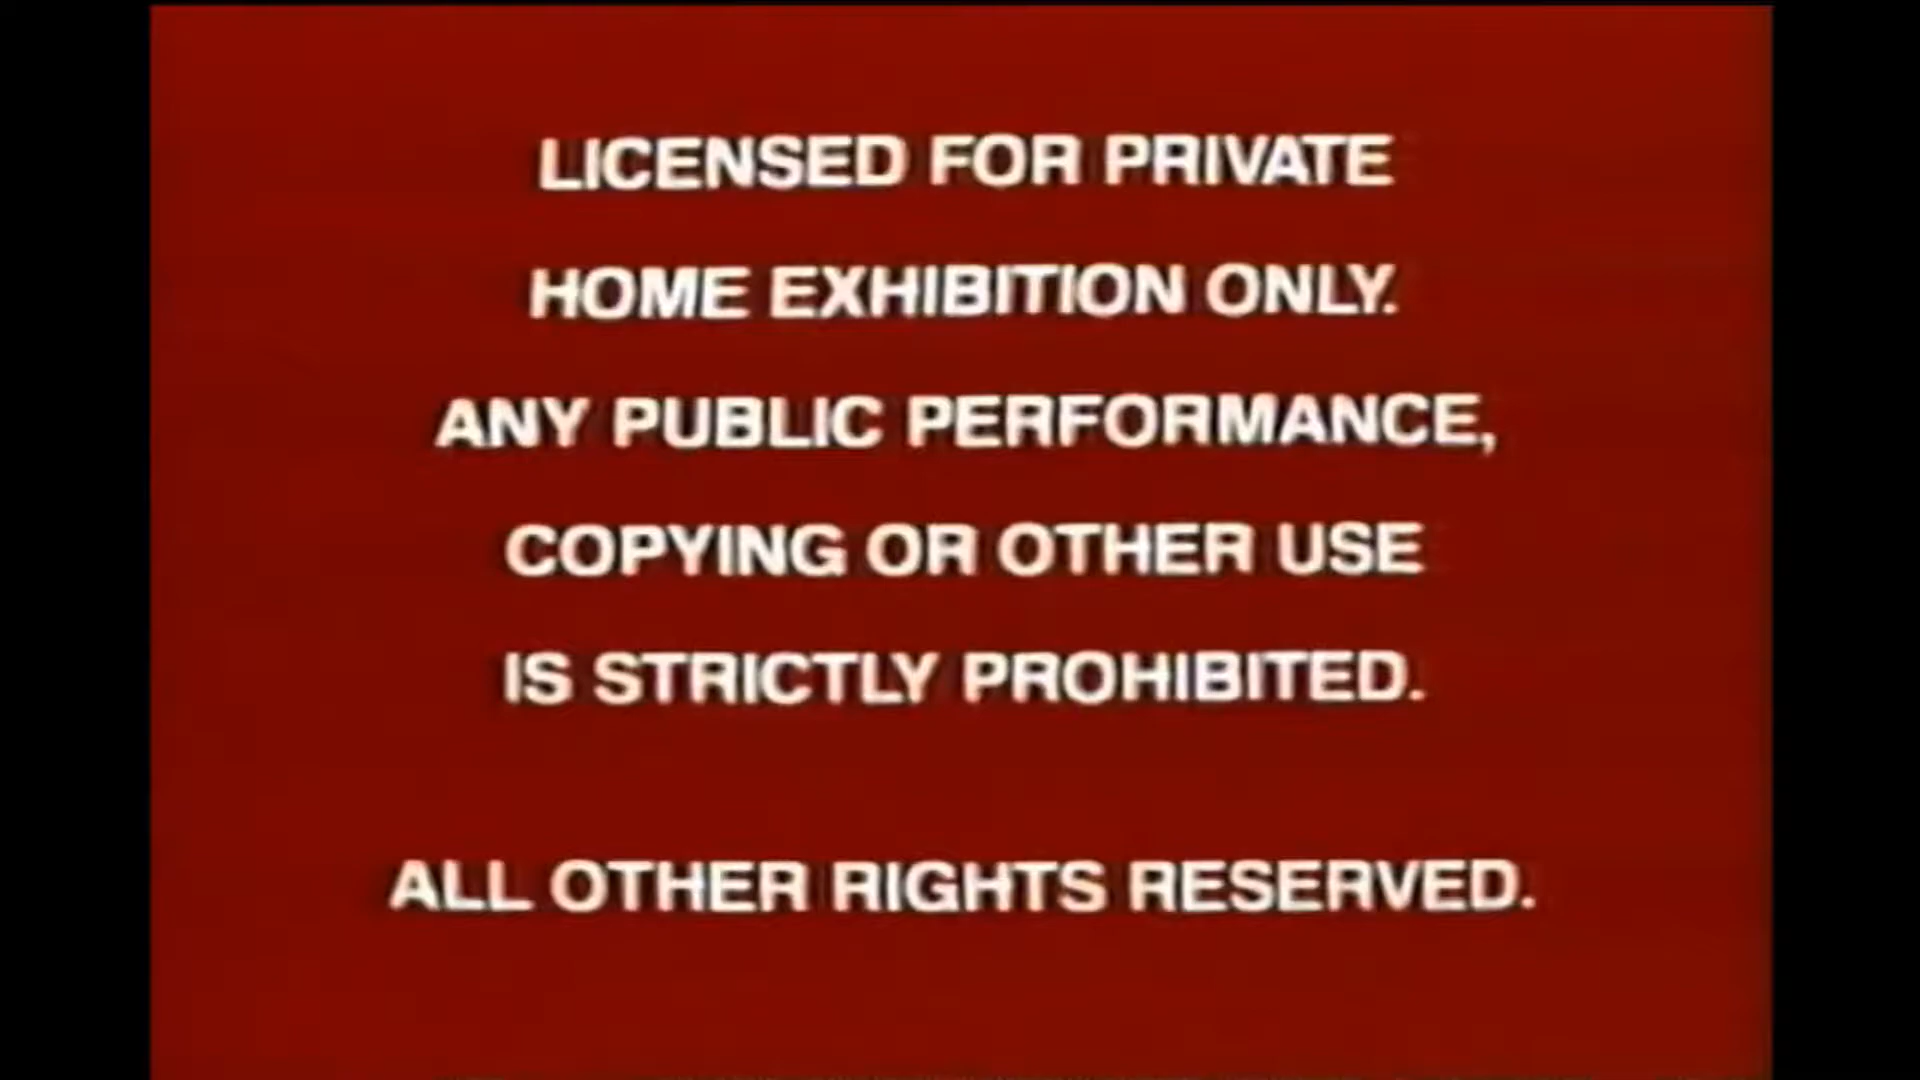 LICENSED FOR PRIVATE
HOME EXHIBITION ONLY.
ANY PUBLIC PERFORMANCE,
COPYING OR OTHER USE
IS STRICTLY PROHIBITED.
ALL OTHER RIGHTS RESERVED.